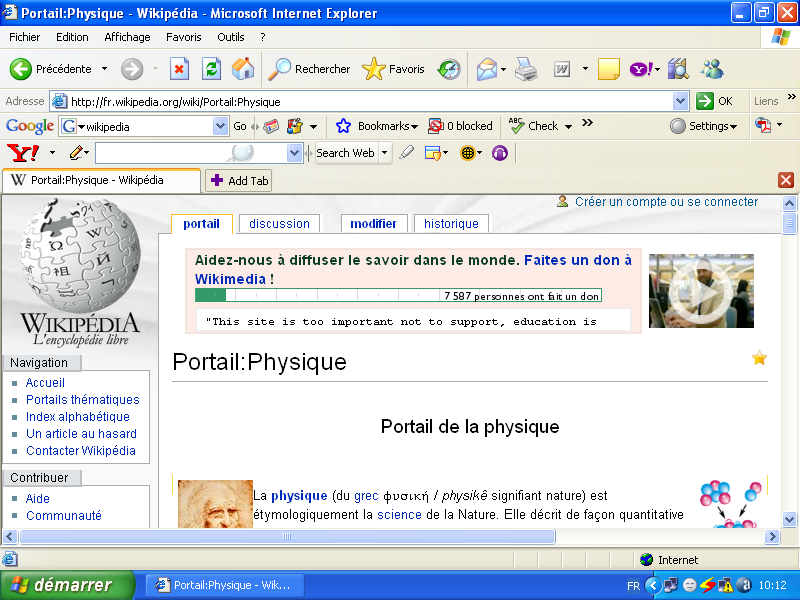 Portail:Physique - Wikipédia - Microsoft Internet Explorer
Fichier Edition Affichage Favoris Outils ?
Précédente Rechercher Favoris W Y!
Adresse http://fr.wikipedia.org/wiki/Portail:Physique OK Liens »
Google G wikipedia Go Bookmarks 0 blocked ABC Check » Settings
Y! Search Web
W Portail:Physique - Wikipédia Add Tab
Créer un compte ou se connecter
portail discussion modifier historique
Aidez-nous à diffuser le savoir dans le monde. Faites un don à
Wikimedia !
7 587 personnes ont fait un don
"This site is too important not to support, education is
WIKIPÉDIA
L'encyclopédie libre
Portail:Physique
Navigation
Accueil
Portails thématiques
Index alphabétique
Un article au hasard
Contacter Wikipédia
Portail de la physique
Contribuer
Aide
Communauté
La physique (du grec φυσική / physikê signifiant nature) est
étymologiquement la science de la Nature. Elle décrit de façon quantitative
Internet
démarrer Portail:Physique - Wik... FR 10:12